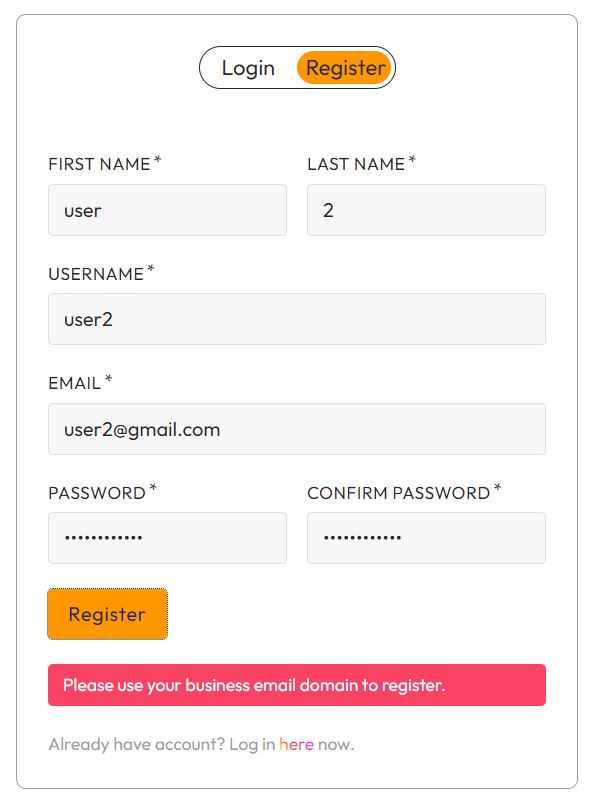 Login Register
FIRST NAME * LAST NAME *
user 2
USERNAME *
user2
EMAIL *
user2@gmail.com
PASSWORD * CONFIRM PASSWORD *
•••••••••••• ••••••••••••
Register
Please use your business email domain to register.
Already have account? Log in here now.